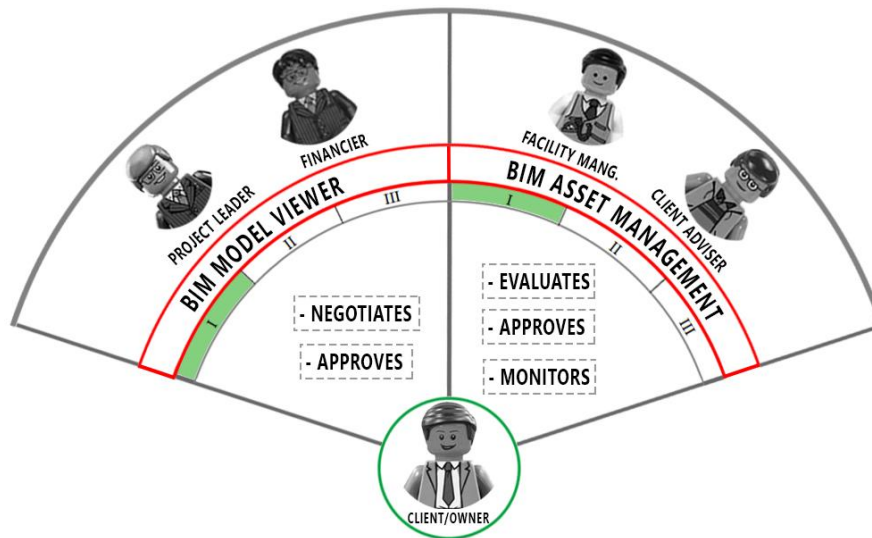 FINANCIER
PROJECT LEADER
BIM MODEL VIEWER
I
II
III
- NEGOTIATES
- APPROVES
FACILITY MANG.
CLIENT ADVISER
BIM ASSET MANAGEMENT
I
II
III
- EVALUATES
- APPROVES
- MONITORS
CLIENT/OWNER